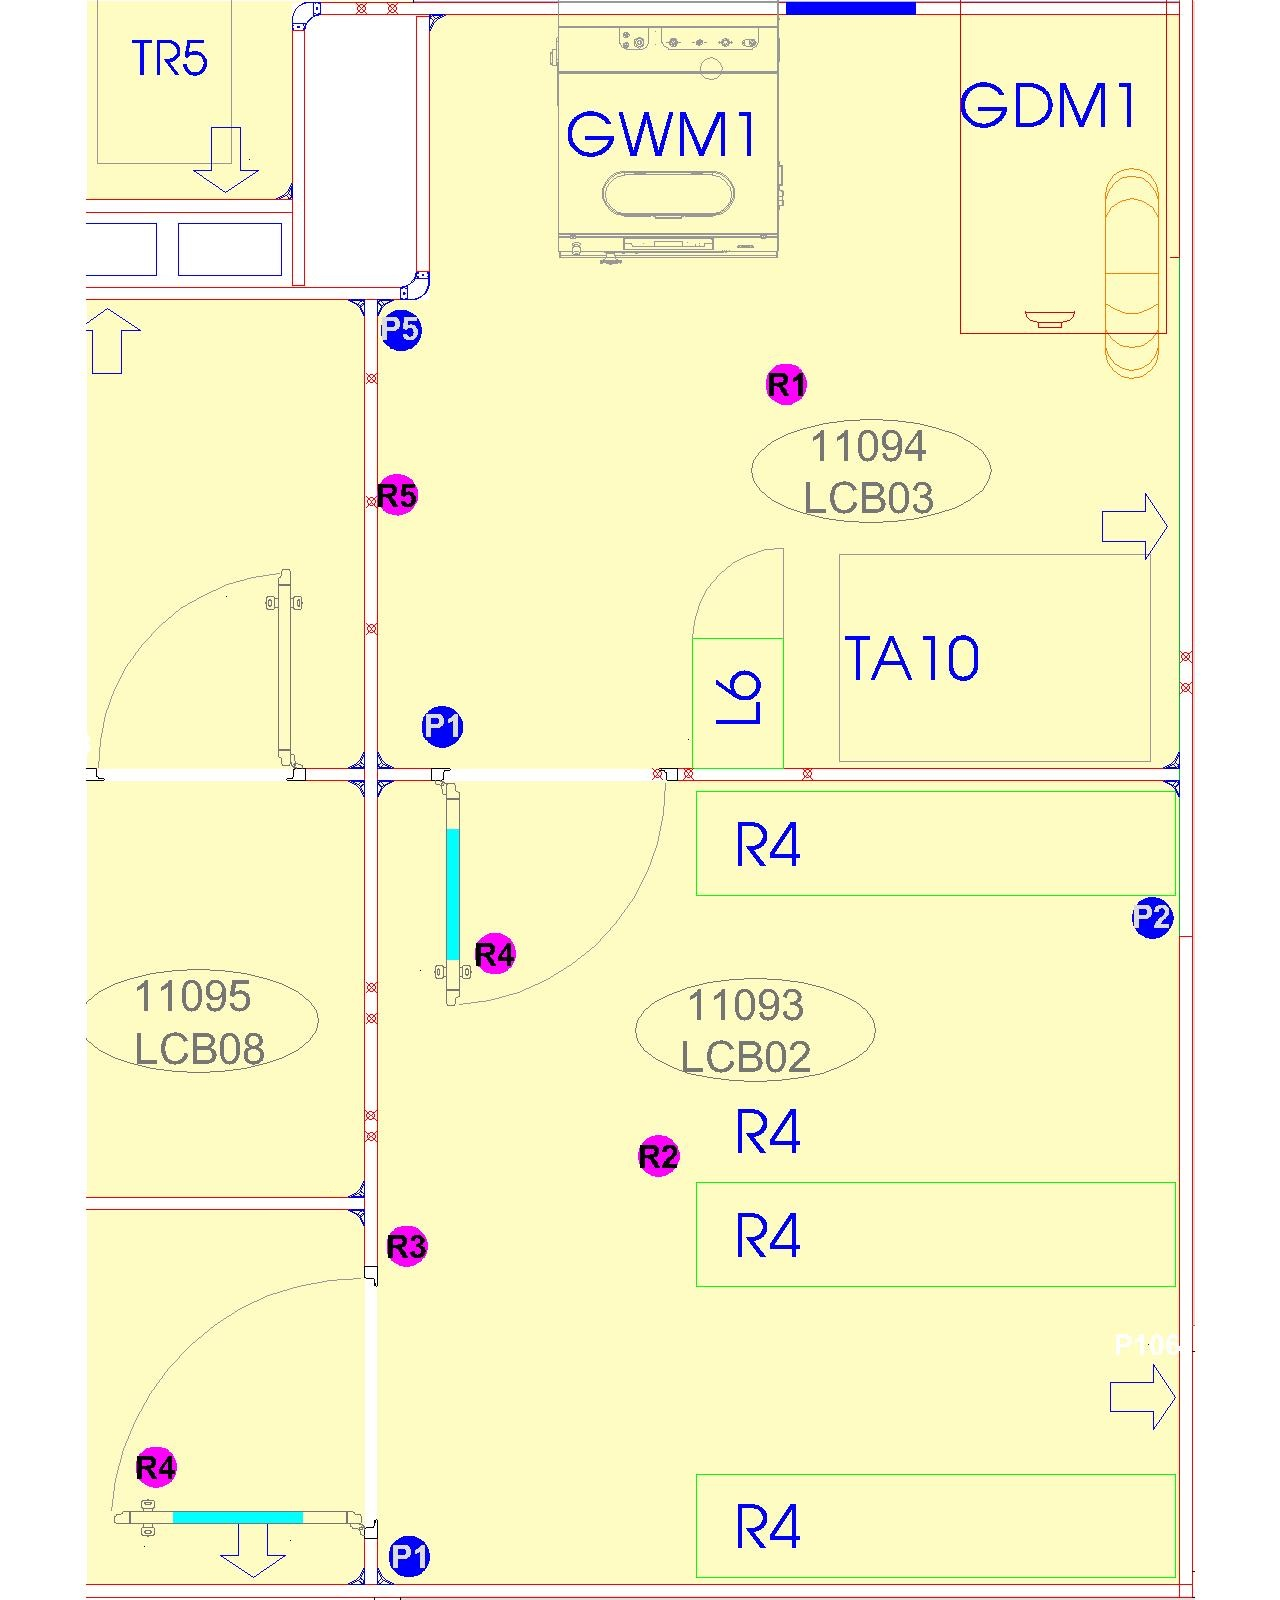 TR5
GWM1
GDM1
P5
R1
11094
LCB03
R5
TA10
L6
P1
R4
P2
R4
11095
LCB08
11093
LCB02
R4
R2
R4
R3
P106
R4
R4
P1